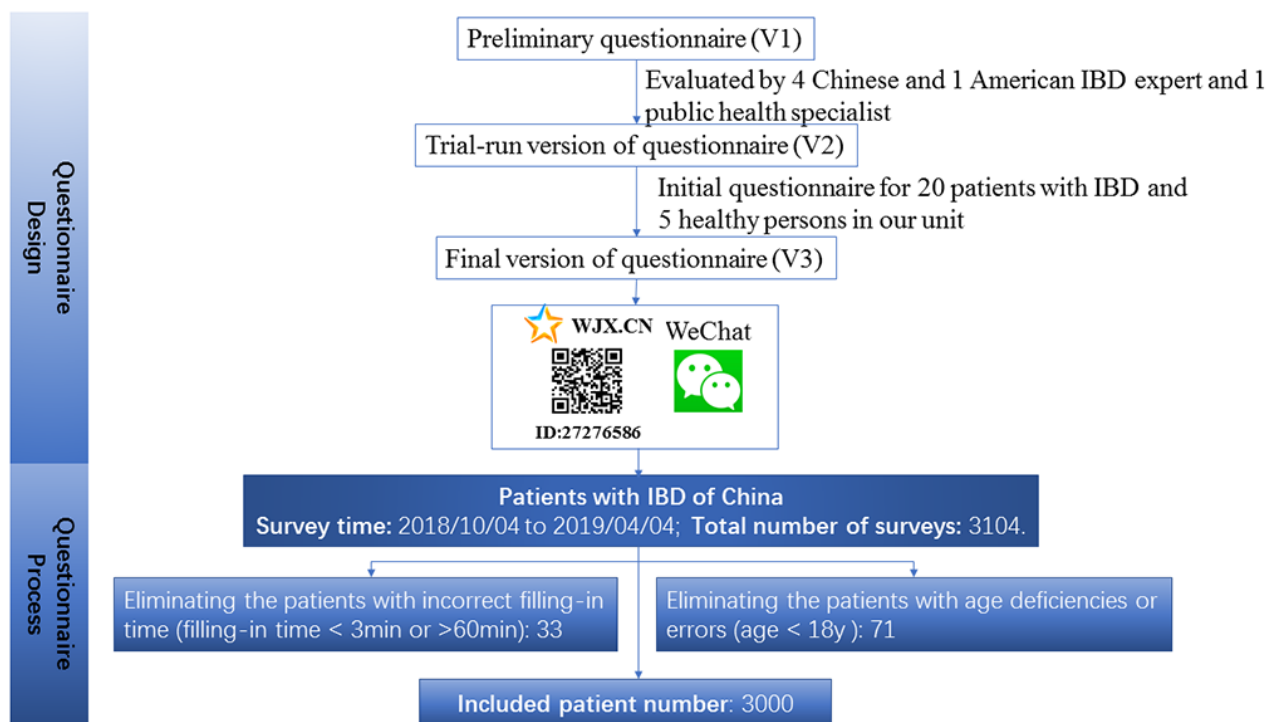 Questionnaire
Design
Preliminary questionnaire (V1)
Evaluated by 4 Chinese and 1 American IBD expert and 1
public health specialist
Trial-run version of questionnaire (V2)
Initial questionnaire for 20 patients with IBD and
5 healthy persons in our unit
Final version of questionnaire (V3)
WJX.CN
WeChat
ID:27276586
Questionnaire
Process
Patients with IBD of China
Survey time: 2018/10/04 to 2019/04/04; Total number of surveys: 3104.
Eliminating the patients with incorrect filling-in
time (filling-in time < 3min or >60min): 33
Eliminating the patients with age deficiencies or
errors (age < 18y ): 71
Included patient number: 3000